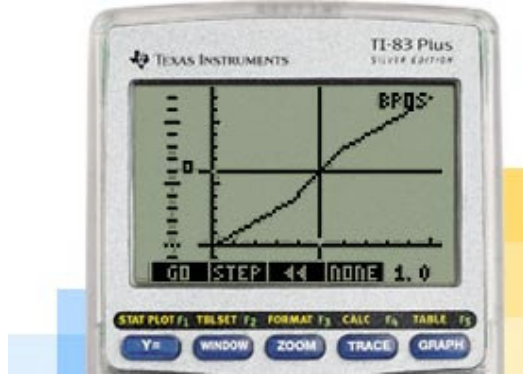 TEXAS INSTRUMENTS
TI-83 Plus
SILVER EDITION
BPOS
0
GO STEP ◄◄ NONE 1.0
STAT PLOT F1 TBLSET F2 FORMAT F3 CALC F4 TABLE F5
Y= WINDOW ZOOM TRACE GRAPH